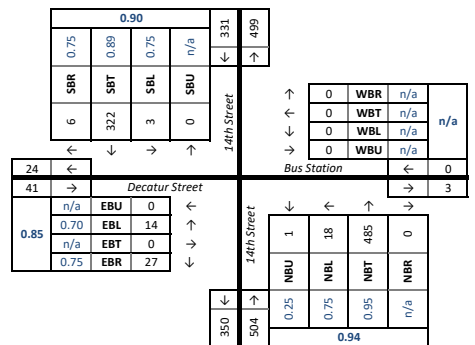 0.90
0.75 0.89 0.75 n/a
SBR SBT SBL SBU
6 322 3 0
← ↓ → ↑
331 499
↓ ↑
14th Street
↑ 0 WBR n/a
← 0 WBT n/a
↓ 0 WBL n/a
→ 0 WBU n/a
n/a
Bus Station
← 0
→ 3
24 ←
41 →
Decatur Street
0.85
n/a EBU 0 ←
0.70 EBL 14 ↑
n/a EBT 0 →
0.75 EBR 27 ↓
14th Street
↓ ← ↑ →
1 18 485 0
NBU NBL NBT NBR
0.25 0.75 0.95 n/a
0.94
↓ ↑
350 504